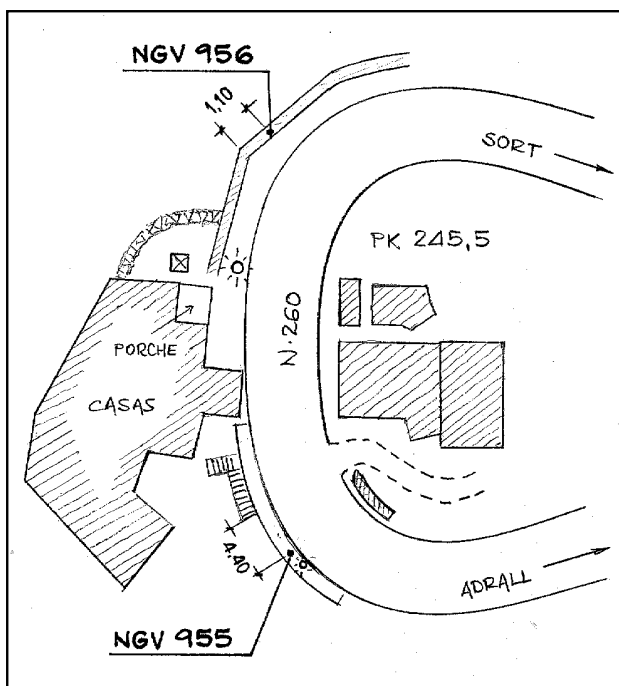 NGV 956
1,10
SORT
PK 245,5
N-260
PORCHE
CASAS
4.40
ADRALL
NGV 955